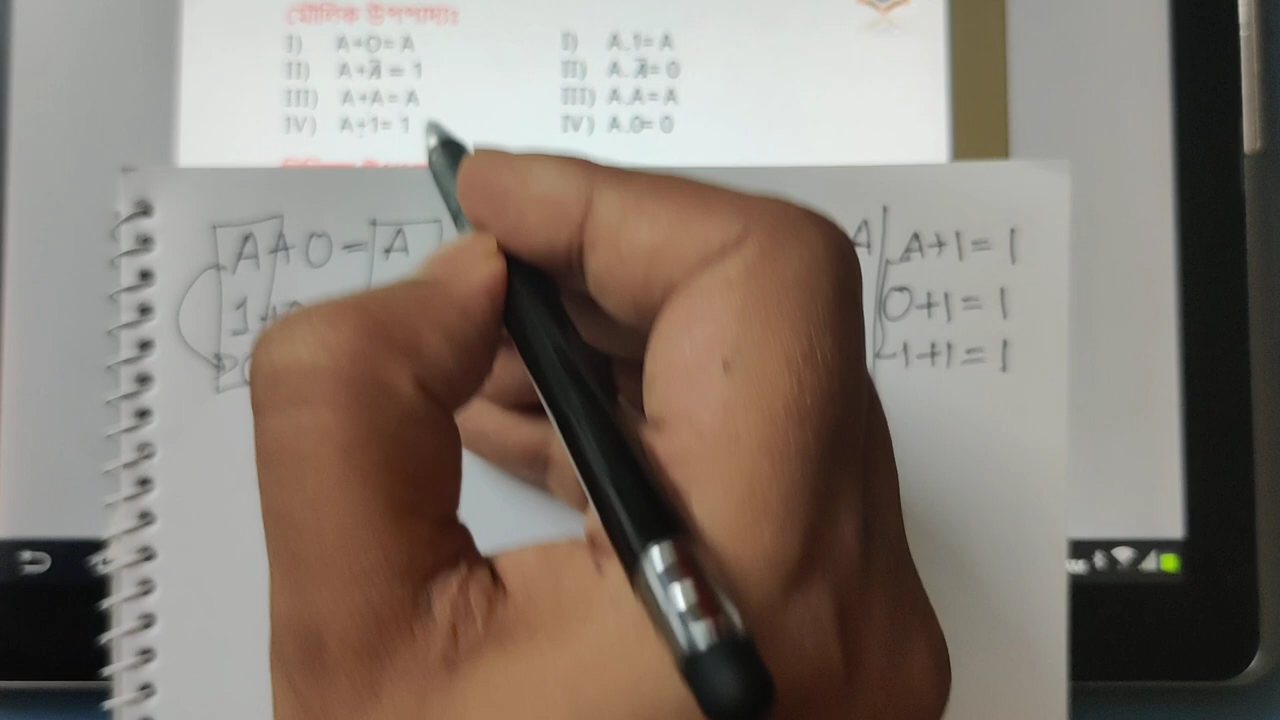 মৌলিক উপপাদ্যঃ
I) A+0=A I) A.1=A
II) A+A̅=1 II) A.A̅=0
III) A+A=A III) A.A=A
IV) A+1=1 IV) A.0=0
A+0=A A A+1=1
1+ 0+1=1
1+1=1